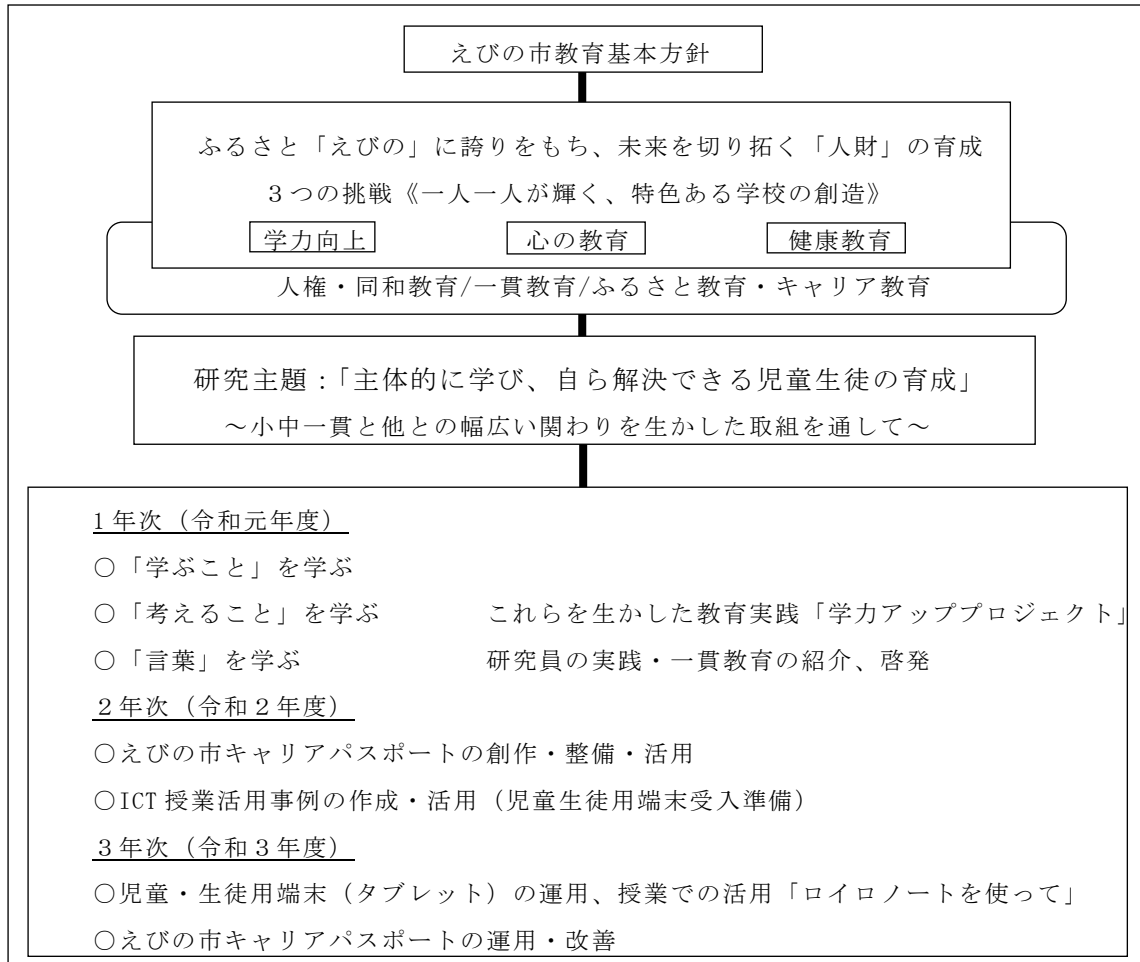 えびの市教育基本方針
ふるさと「えびの」に誇りをもち、未来を切り拓く「人財」の育成
３つの挑戦《一人一人が輝く、特色ある学校の創造》
学力向上 心の教育 健康教育
人権・同和教育/一貫教育/ふるさと教育・キャリア教育
研究主題：「主体的に学び、自ら解決できる児童生徒の育成」
～小中一貫と他との幅広い関わりを生かした取組を通して～
1年次（令和元年度）
○「学ぶこと」を学ぶ
○「考えること」を学ぶ これらを生かした教育実践「学力アッププロジェクト」
○「言葉」を学ぶ 研究員の実践・一貫教育の紹介、啓発
２年次（令和２年度）
○えびの市キャリアパスポートの創作・整備・活用
○ICT授業活用事例の作成・活用（児童生徒用端末受入準備）
３年次（令和３年度）
○児童・生徒用端末（タブレット）の運用、授業での活用「ロイロノートを使って」
○えびの市キャリアパスポートの運用・改善